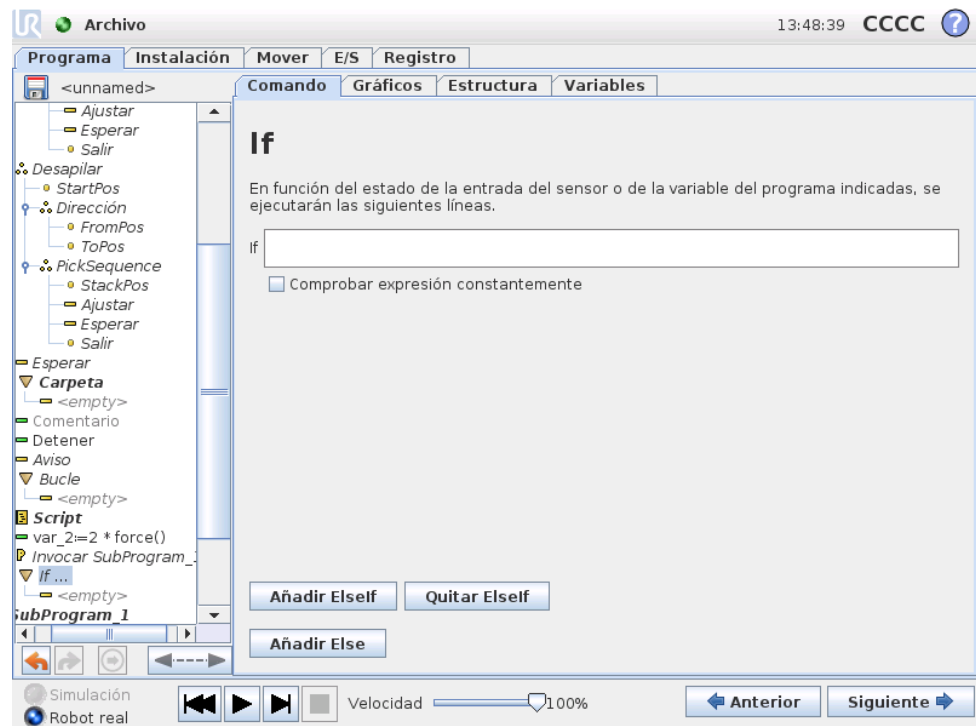 UR Archivo 13:48:39 CCCC ?
Programa Instalación Mover E/S Registro
<unnamed>
Comando Gráficos Estructura Variables
Ajustar
Esperar
Salir
Desapilar
StartPos
Dirección
FromPos
ToPos
PickSequence
StackPos
Ajustar
Esperar
Salir
Esperar
Carpeta
<empty>
Comentario
Detener
Aviso
Bucle
<empty>
Script
var_2:=2 * force()
Invocar SubProgram_
If ...
<empty>
SubProgram_1
If
En función del estado de la entrada del sensor o de la variable del programa indicadas, se
ejecutarán las siguientes líneas.
If
Comprobar expresión constantemente
Añadir ElseIf Quitar ElseIf
Añadir Else
Simulación
Robot real
Velocidad 100%
Anterior Siguiente